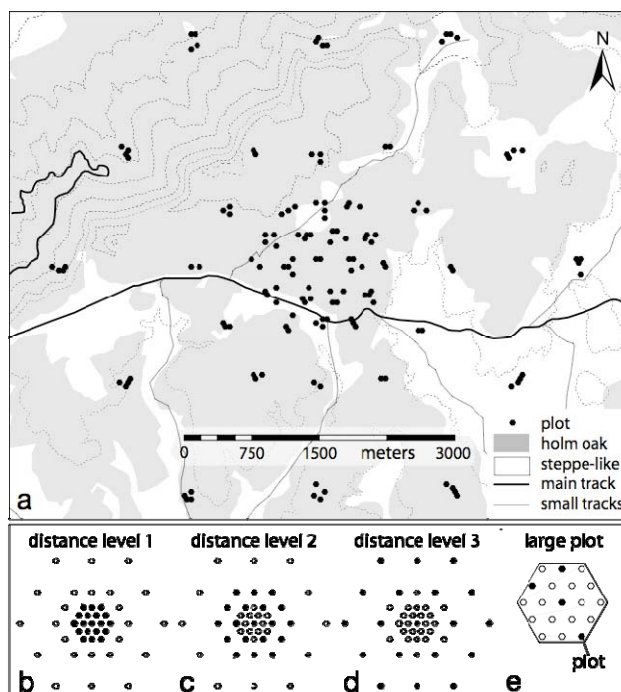 N
plot
holm oak
steppe-like
main track
small tracks
0 750 1500 meters 3000
a
distance level 1 distance level 2 distance level 3 large plot
plot
b c d e